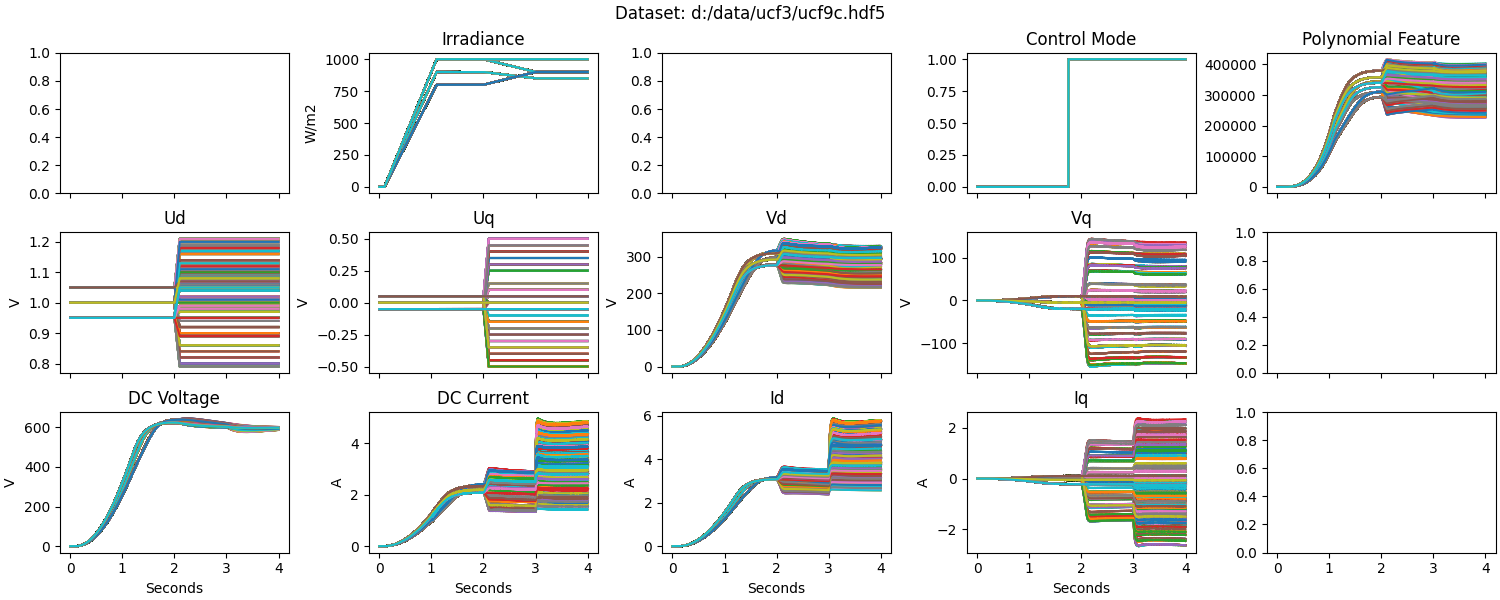 Dataset: d:/data/ucf3/ucf9c.hdf5
Irradiance
Control Mode
Polynomial Feature
1.0
0.8
0.6
0.4
0.2
0.0
W/m2
1000
750
500
250
0
1.0
0.8
0.6
0.4
0.2
0.0
1.00
0.75
0.50
0.25
0.00
400000
300000
200000
100000
0
Ud
Uq
Vd
Vq
V
1.2
1.1
1.0
0.9
0.8
V
0.50
0.25
0.00
−0.25
−0.50
V
300
200
100
0
V
100
0
−100
1.0
0.8
0.6
0.4
0.2
0.0
DC Voltage
DC Current
Id
Iq
V
600
400
200
0
A
4
2
0
A
6
4
2
0
A
2
0
−2
1.0
0.8
0.6
0.4
0.2
0.0
0 1 2 3 4
0 1 2 3 4
0 1 2 3 4
0 1 2 3 4
0 1 2 3 4
Seconds
Seconds
Seconds
Seconds
Seconds